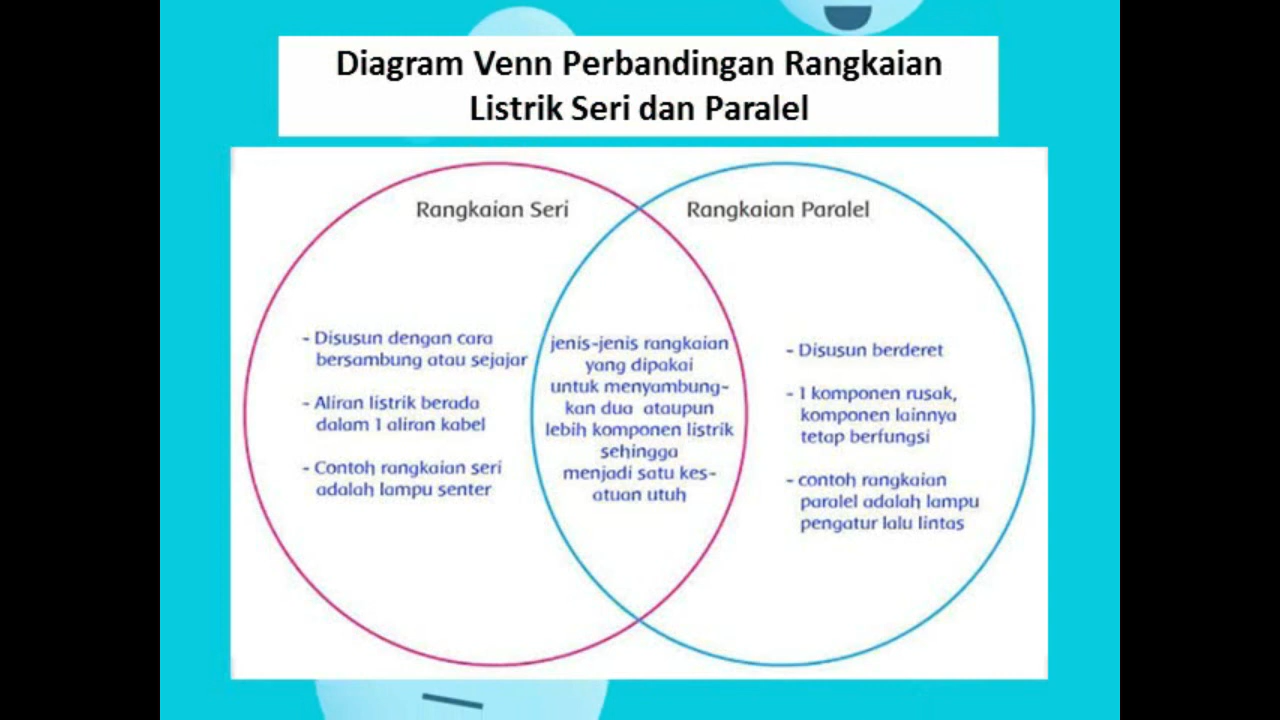 Diagram Venn Perbandingan Rangkaian
Listrik Seri dan Paralel
Rangkaian Seri
- Disusun dengan cara
bersambung atau sejajar
- Aliran listrik berada
dalam 1 aliran kabel
- Contoh rangkaian seri
adalah lampu senter
jenis-jenis rangkaian
yang dipakai
untuk menyambung-
kan dua ataupun
lebih komponen listrik
sehingga
menjadi satu kes-
atuan utuh
Rangkaian Paralel
- Disusun berderet
- 1 komponen rusak,
komponen lainnya
tetap berfungsi
- contoh rangkaian
paralel adalah lampu
pengatur lalu lintas